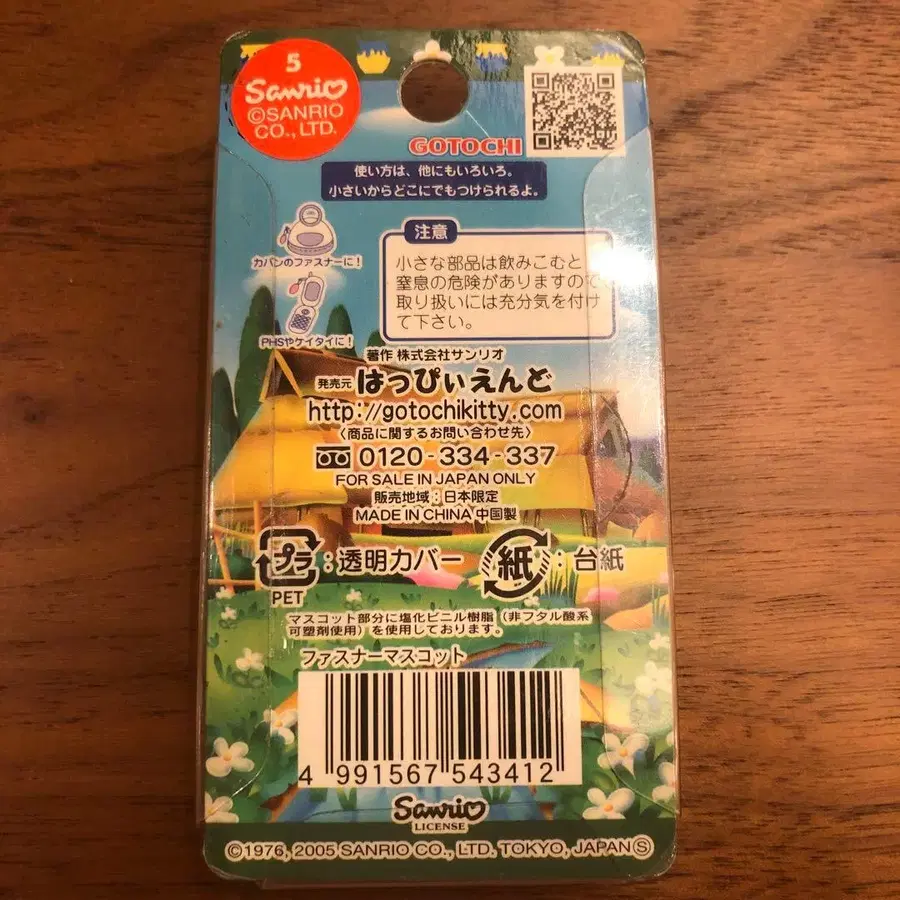 5
Sanrio
©SANRIO
CO., LTD.
GOTOCHI
使い方は、他にもいろいろ。
小さいからどこにでもつけられるよ。
カバンのファスナーに!
PHSやケイタイに!
注意
小さな部品は飲みこむと
窒息の危険がありますので
取り扱いには充分気を付け
て下さい。
著作 株式会社サンリオ
発売元 はっぴぃえんど
http://gotochikitty.com
〈商品に関するお問い合わせ先〉
0120-334-337
FOR SALE IN JAPAN ONLY
販売地域:日本限定
MADE IN CHINA 中国製
プラ:透明カバー 紙:台紙
PET
マスコット部分に塩化ビニル樹脂(非フタル酸系
可塑剤使用)を使用しております。
ファスナーマスコット
4 991567 543412
Sanrio
LICENSE
©1976, 2005 SANRIO CO., LTD. TOKYO, JAPAN Ⓢ